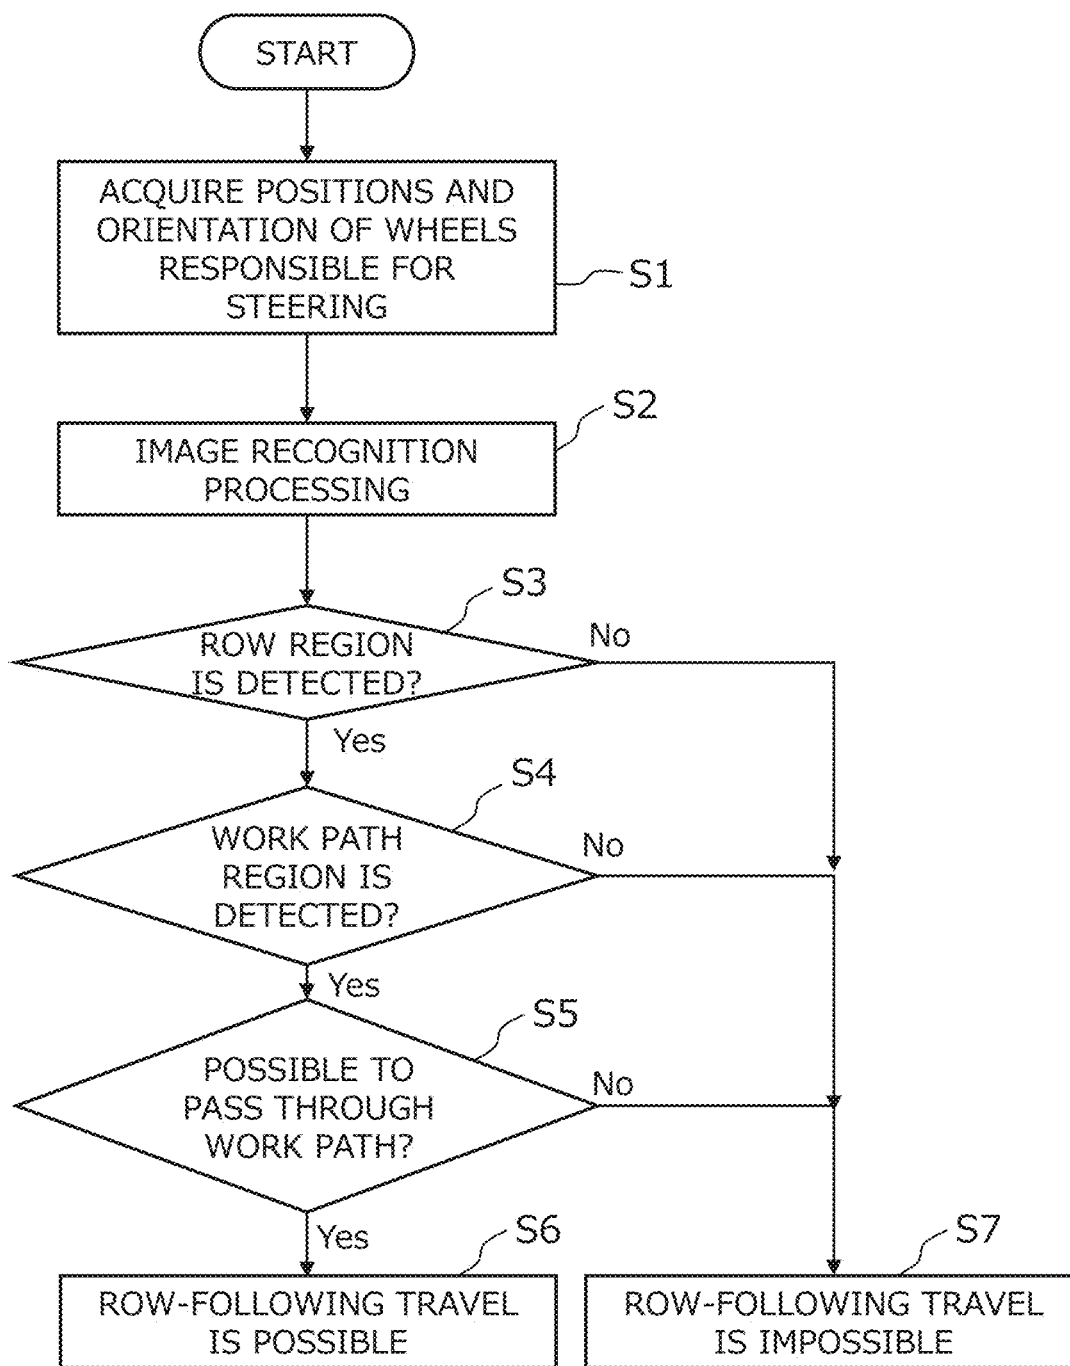 START
ACQUIRE POSITIONS AND
ORIENTATION OF WHEELS
RESPONSIBLE FOR
STEERING
S1
S2
IMAGE RECOGNITION
PROCESSING
S3
ROW REGION
IS DETECTED?
No
Yes
S4
WORK PATH
REGION IS
DETECTED?
No
Yes
S5
POSSIBLE TO
PASS THROUGH
WORK PATH?
No
Yes
S6
ROW-FOLLOWING TRAVEL
IS POSSIBLE
S7
ROW-FOLLOWING TRAVEL
IS IMPOSSIBLE